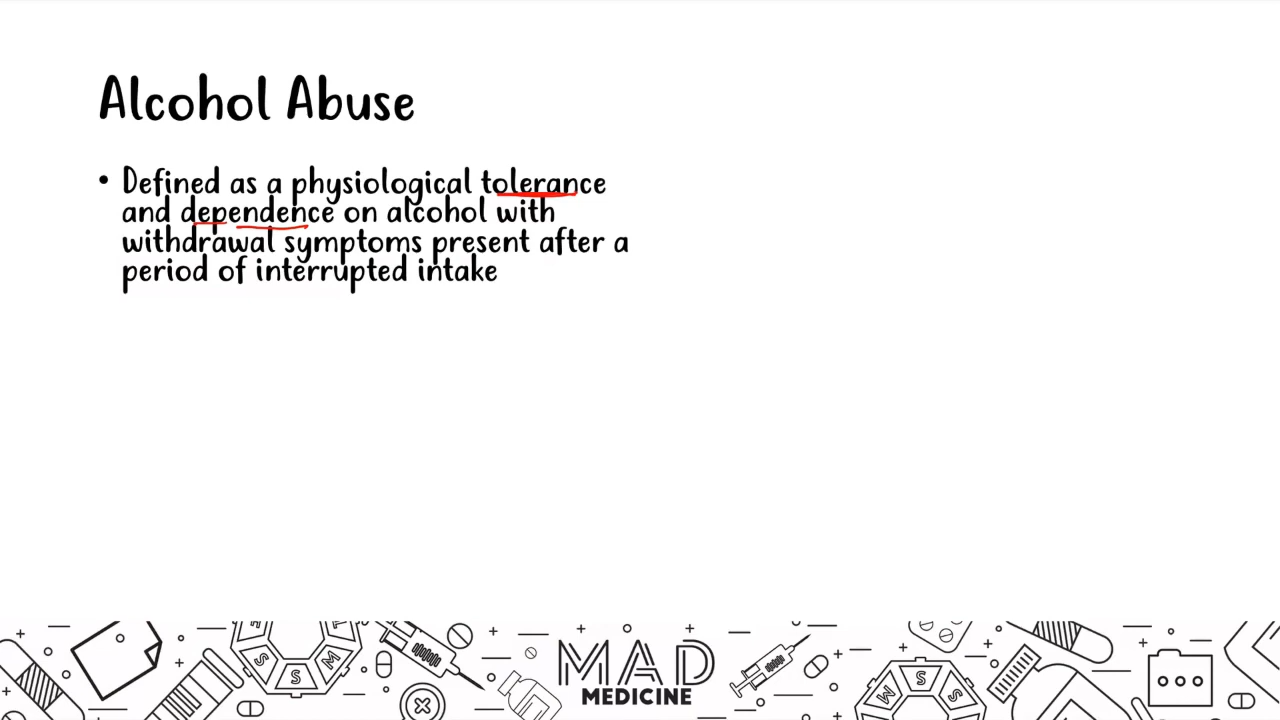 Alcohol Abuse
• Defined as a physiological tolerance
and dependence on alcohol with
withdrawal symptoms present after a
period of interrupted intake
S
S
M
MAD
MEDICINE
M
S
S